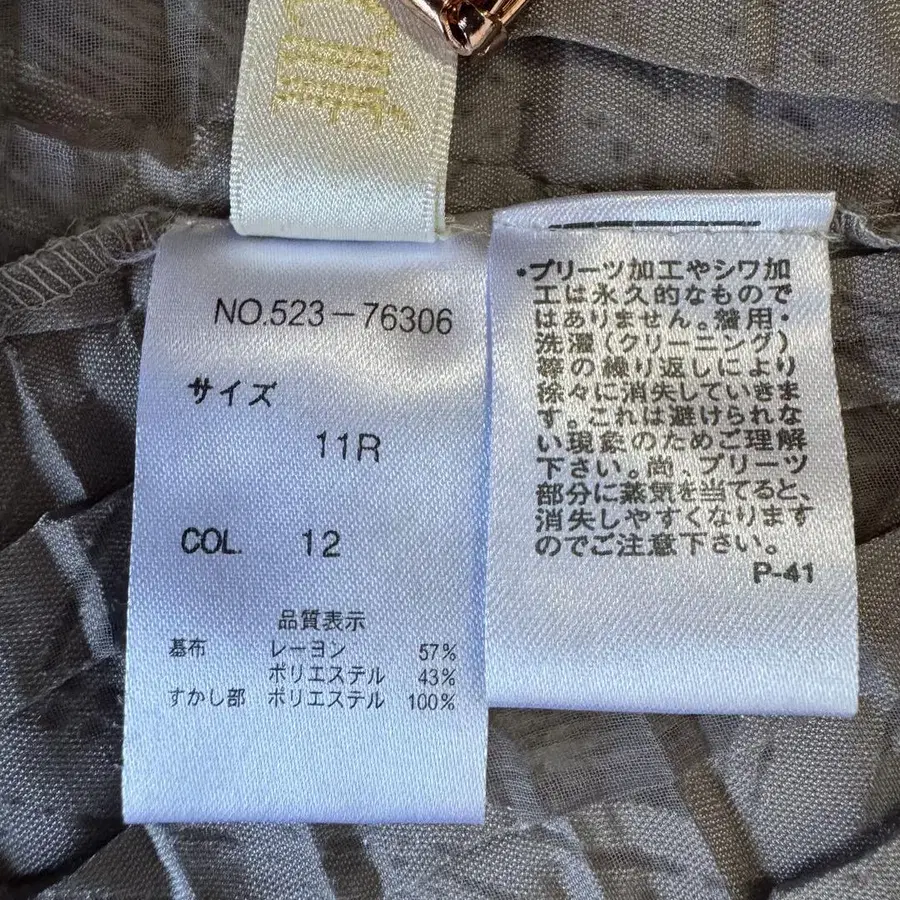 NO.523-76306
サイズ
11R
COL. 12
品質表示
基布 レーヨン 57%
ポリエステル 43%
すかし部 ポリエステル 100%
・プリーツ加工やシワ加
工は永久的なもので
はありません。着用・
洗濯(クリーニング)
等の繰り返しにより
徐々に消失していきま
す。これは避けられな
い現象のためご理解
下さい。尚、プリーツ
部分に蒸気を当てると、
消失しやすくなります
のでご注意下さい。
P-41